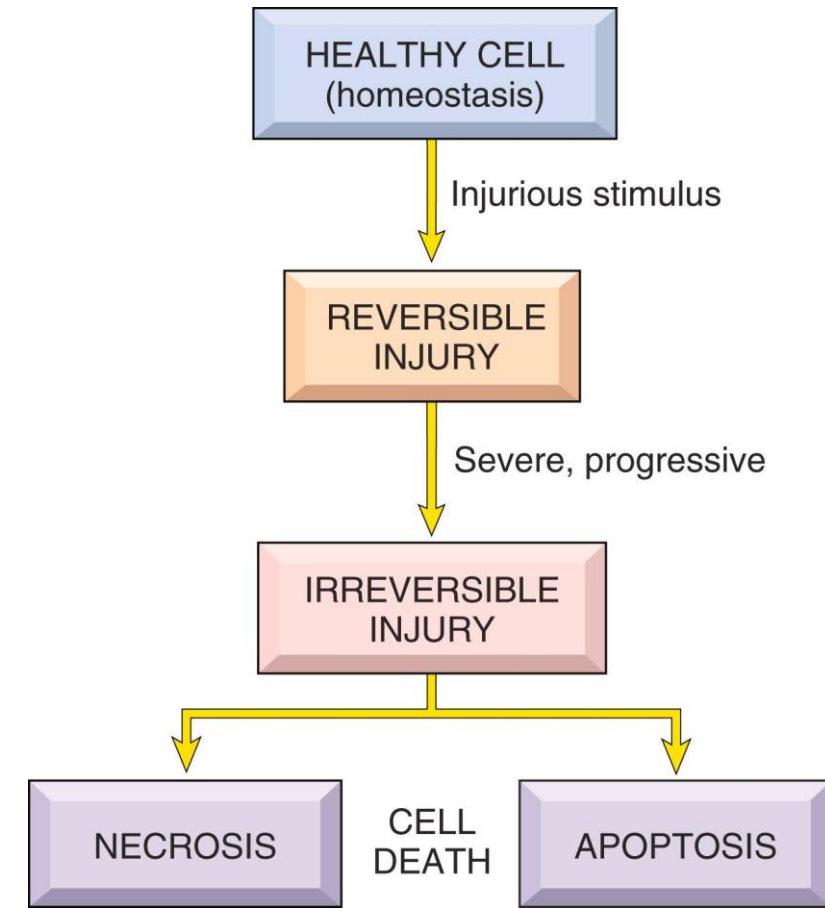 HEALTHY CELL
(homeostasis)
Injurious stimulus
REVERSIBLE
INJURY
Severe, progressive
IRREVERSIBLE
INJURY
NECROSIS
CELL
DEATH
APOPTOSIS